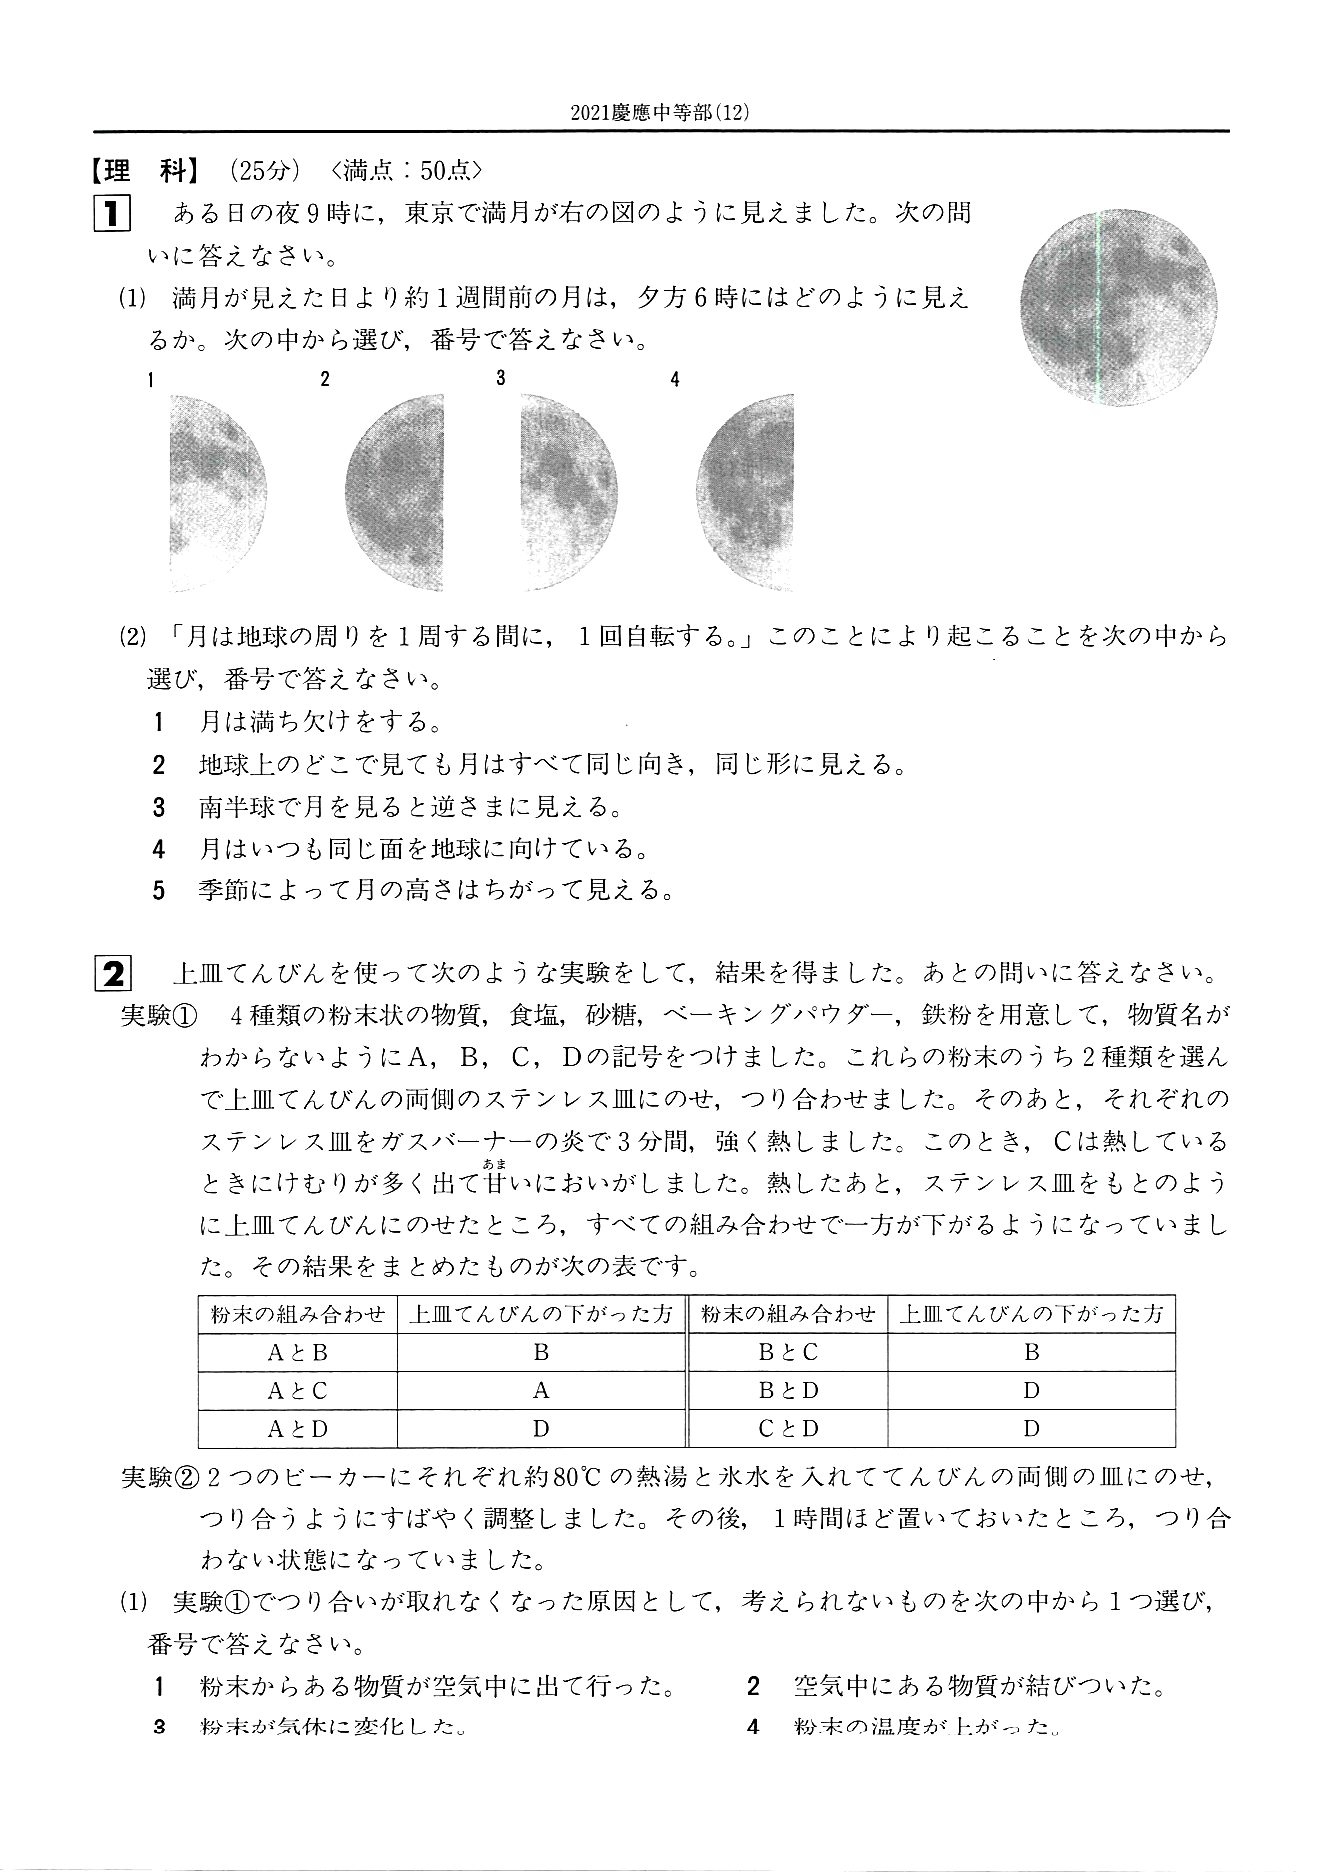 2021慶應中等部(12)
【理　科】（25分）〈満点：50点〉
1　ある日の夜9時に，東京で満月が右の図のように見えました。次の問
いに答えなさい。
(1)　満月が見えた日より約1週間前の月は，夕方6時にはどのように見え
るか。次の中から選び，番号で答えなさい。
1　2　3　4
(2)　「月は地球の周りを1周する間に，1回自転する。」このことにより起こることを次の中から
選び，番号で答えなさい。
1　月は満ち欠けをする。
2　地球上のどこで見ても月はすべて同じ向き，同じ形に見える。
3　南半球で月を見ると逆さまに見える。
4　月はいつも同じ面を地球に向けている。
5　季節によって月の高さはちがって見える。
2　上皿てんびんを使って次のような実験をして，結果を得ました。あとの問いに答えなさい。
実験①　4種類の粉末状の物質，食塩，砂糖，ベーキングパウダー，鉄粉を用意して，物質名が
わからないようにA，B，C，Dの記号をつけました。これらの粉末のうち2種類を選ん
で上皿てんびんの両側のステンレス皿にのせ，つり合わせました。そのあと，それぞれの
ステンレス皿をガスバーナーの炎で3分間，強く熱しました。このとき，Cは熱している
あま
ときにけむりが多く出て甘いにおいがしました。熱したあと，ステンレス皿をもとのよう
に上皿てんびんにのせたところ，すべての組み合わせで一方が下がるようになっていまし
た。その結果をまとめたものが次の表です。
粉末の組み合わせ　上皿てんびんの下がった方　粉末の組み合わせ　上皿てんびんの下がった方
AとB　B　BとC　B
AとC　A　BとD　D
AとD　D　CとD　D
実験②　2つのビーカーにそれぞれ約80℃の熱湯と氷水を入れててんびんの両側の皿にのせ，
つり合うようにすばやく調整しました。その後，1時間ほど置いておいたところ，つり合
わない状態になっていました。
(1)　実験①でつり合いが取れなくなった原因として，考えられないものを次の中から1つ選び，
番号で答えなさい。
1　粉末からある物質が空気中に出て行った。　2　空気中にある物質が結びついた。
3　粉末が気体に変化した。　4　粉末の温度が上がった。